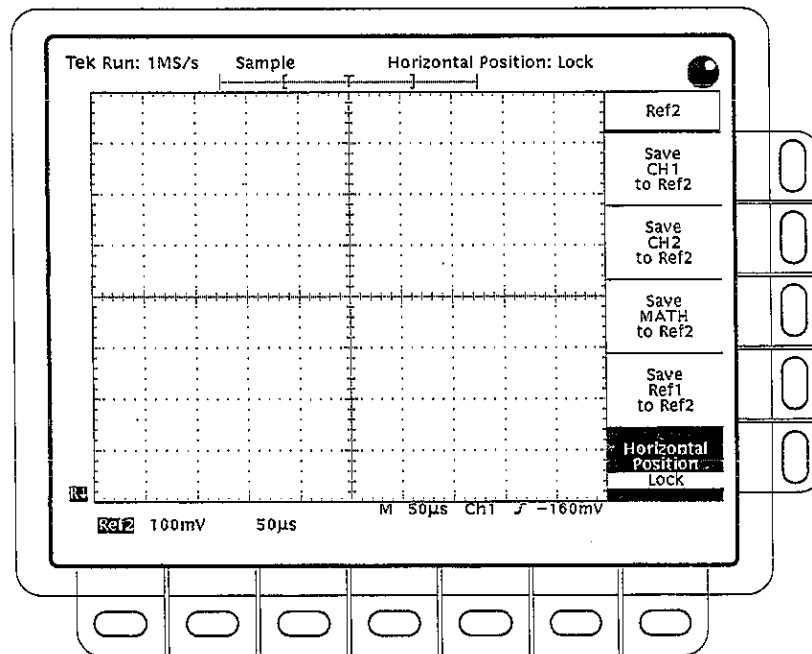 Tek Run: 1MS/s Sample Horizontal Position: Lock
Ref2
Save
CH1
to Ref2
Save
CH2
to Ref2
Save
MATH
to Ref2
Save
Ref1
to Ref2
Horizontal
Position
Lock
M 50µs Ch1 -160mV
Ref2 100mV 50µs